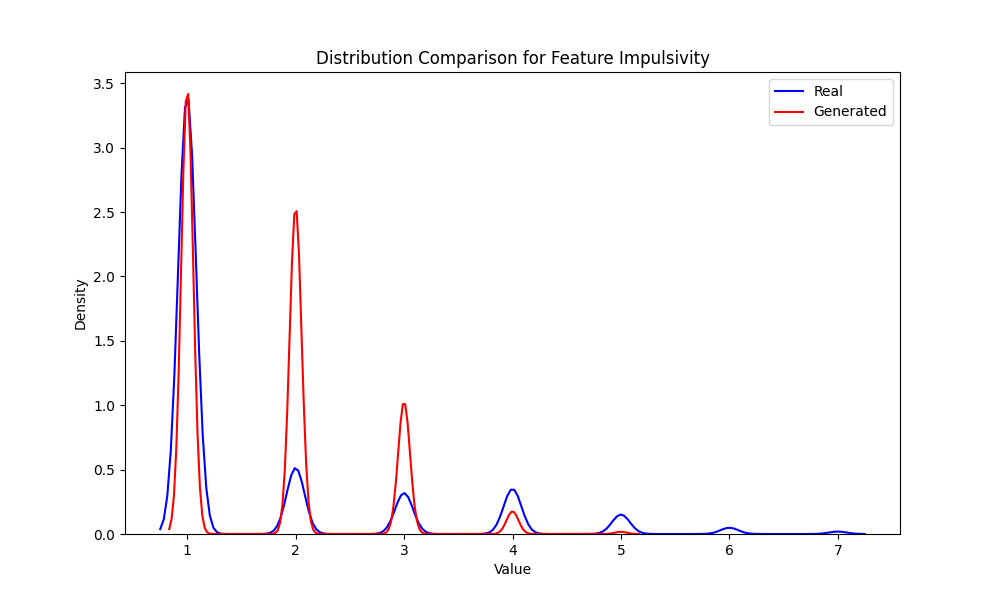 Distribution Comparison for Feature Impulsivity
Real
Generated
Density
3.5
3.0
2.5
2.0
1.5
1.0
0.5
0.0
1 2 3 4 5 6 7
Value